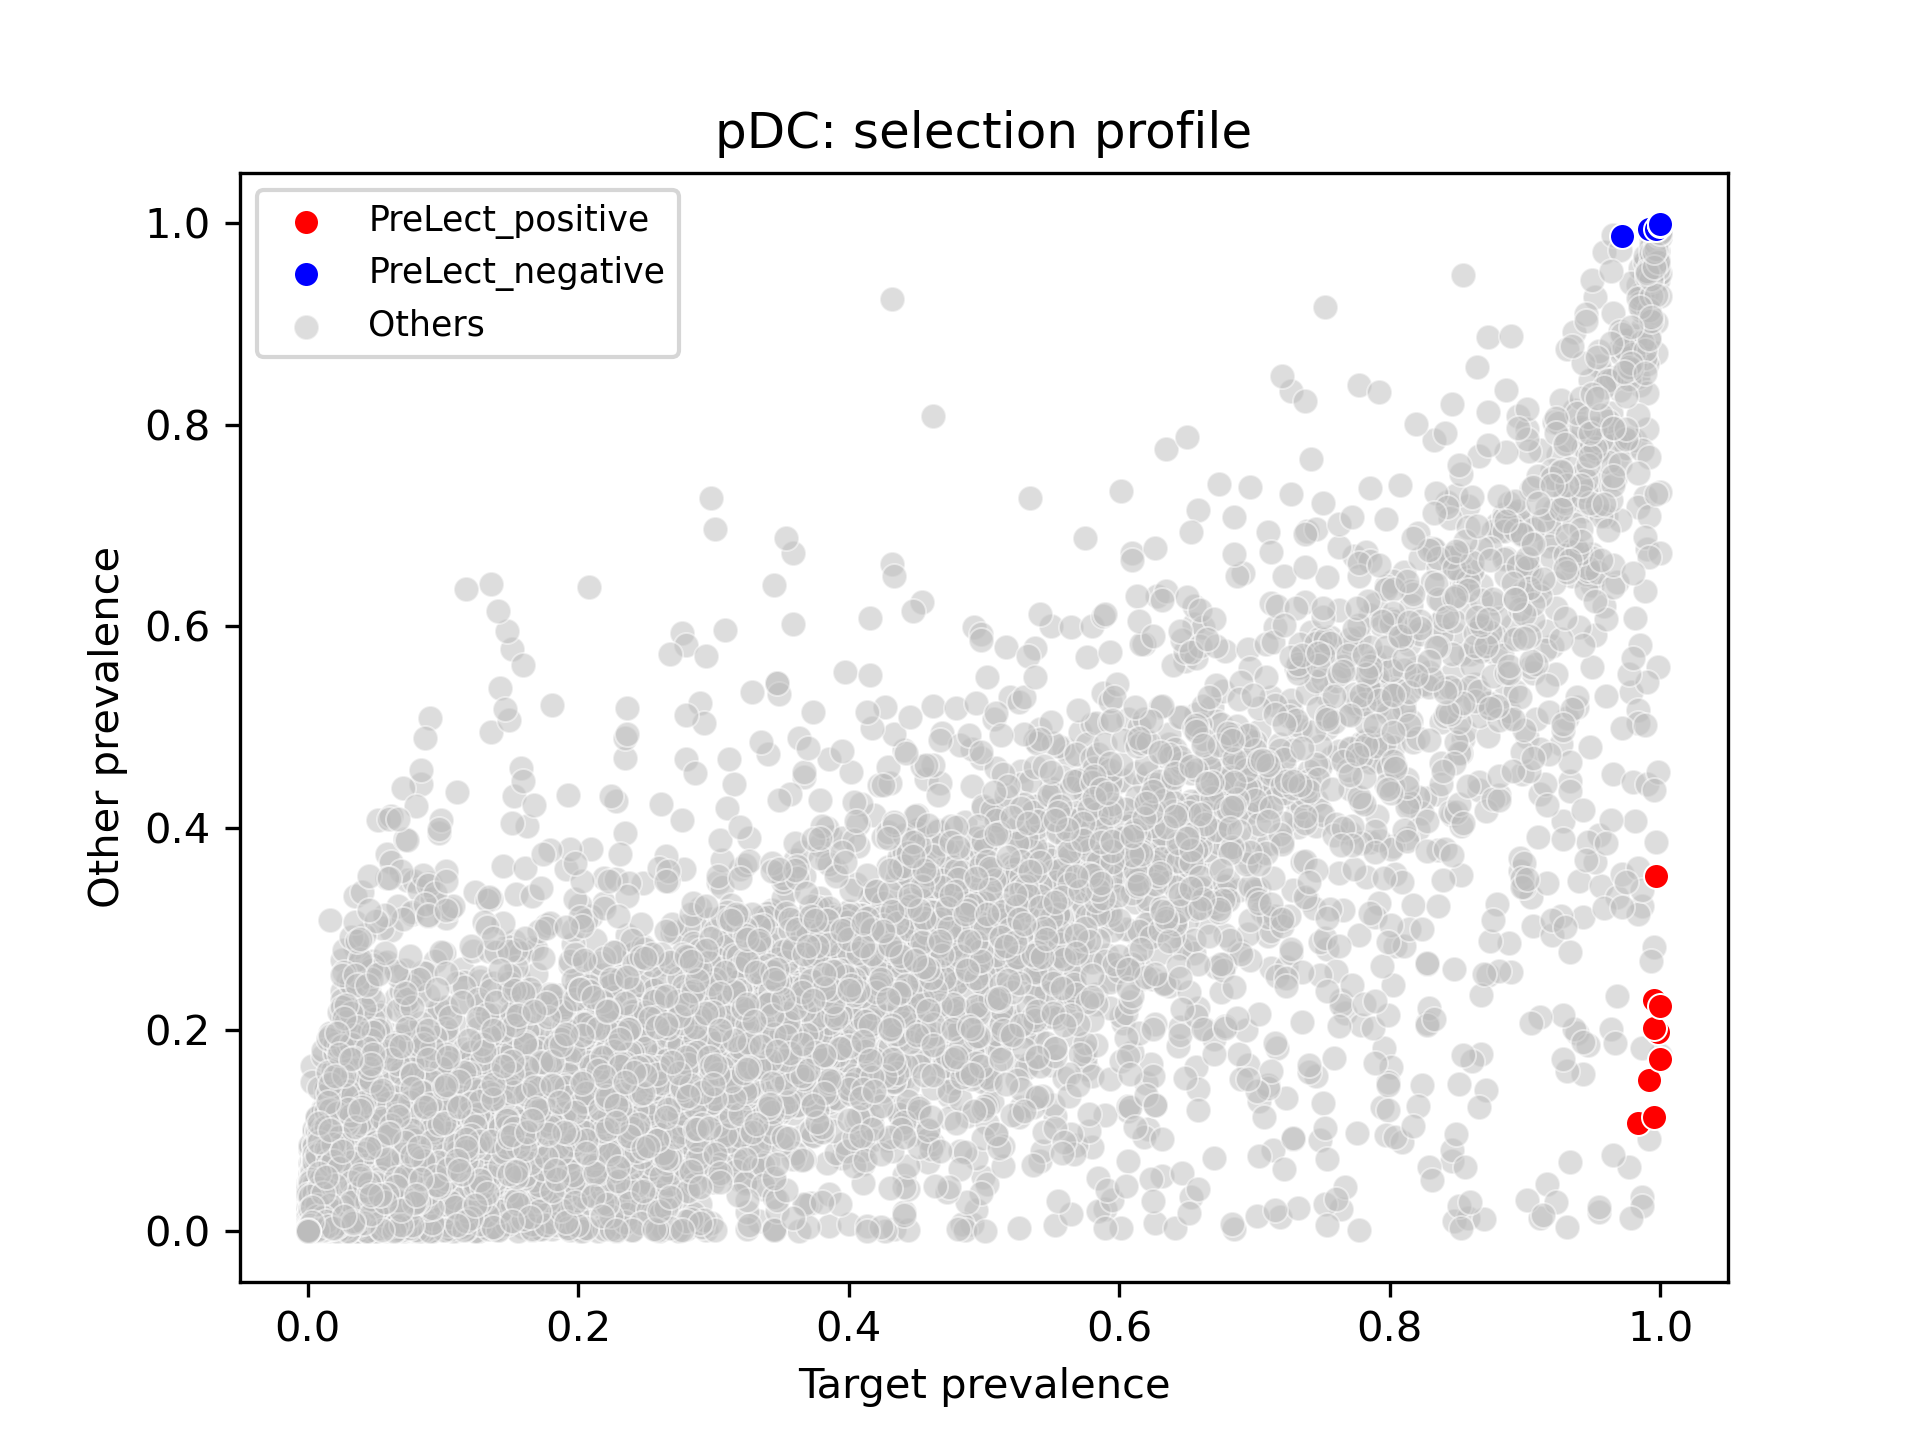 pDC: selection profile
PreLect_positive
PreLect_negative
Others
Other prevalence
1.0
0.8
0.6
0.4
0.2
0.0
0.0 0.2 0.4 0.6 0.8 1.0
Target prevalence